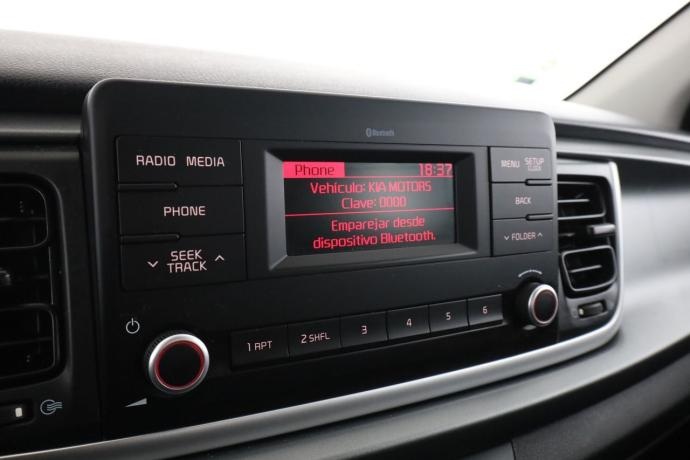 Bluetooth
RADIO MEDIA
PHONE
SEEK
TRACK
Phone 18:37
Vehículo: KIA MOTORS
Clave: 0000
Emparejar desde
dispositivo Bluetooth.
MENU SETUP
CLOCK
BACK
FOLDER
1 RPT 2 SHFL 3 4 5 6